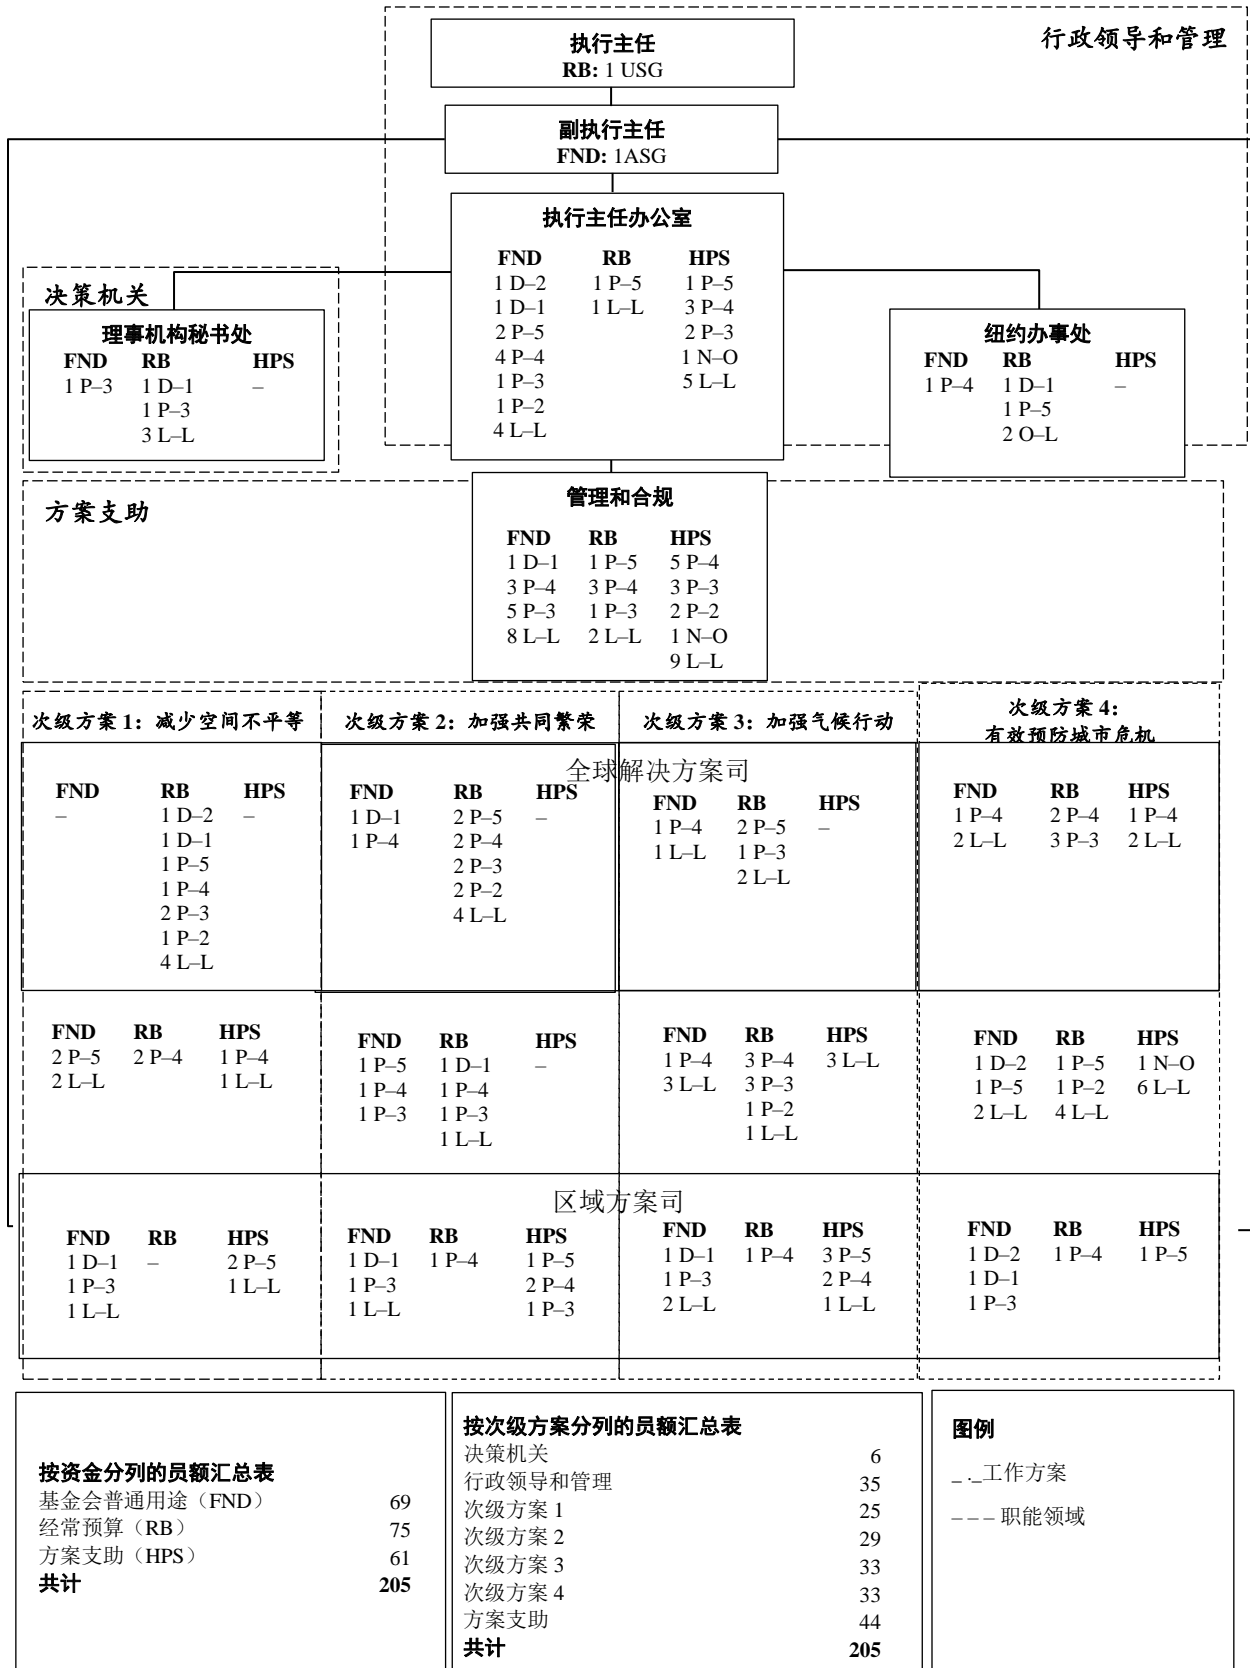 行政领导和管理
执行主任
RB: 1 USG
副执行主任
FND: 1ASG
执行主任办公室
FND RB HPS
1 D–2 1 P–5 1 P–5
1 D–1 1 L–L 3 P–4
2 P–5 2 P–3
4 P–4 1 N–O
1 P–3 5 L–L
1 P–2
4 L–L
决策机关
理事机构秘书处
FND RB HPS
1 P–3 1 D–1 –
1 P–3
3 L–L
纽约办事处
FND RB HPS
1 P–4 1 D–1 –
1 P–5
2 O–L
方案支助
管理和合规
FND RB HPS
1 D–1 1 P–5 5 P–4
3 P–4 3 P–4 3 P–3
5 P–3 1 P–3 2 P–2
8 L–L 2 L–L 1 N–O
9 L–L
次级方案 1：减少空间不平等
次级方案 2：加强共同繁荣
次级方案 3：加强气候行动
次级方案 4：
有效预防城市危机
全球解决方案司
FND RB HPS
– 1 D–2 –
1 D–1
1 P–5
1 P–4
2 P–3
1 P–2
4 L–L
FND RB HPS
1 D–1 2 P–5 –
1 P–4 2 P–4
2 P–3
2 P–2
4 L–L
FND RB HPS
1 P–4 2 P–5 –
1 L–L 1 P–3
2 L–L
FND RB HPS
1 P–4 2 P–4 1 P–4
2 L–L 3 P–3 2 L–L
FND RB HPS
2 P–5 2 P–4 1 P–4
2 L–L 1 L–L
FND RB HPS
1 P–5 1 D–1 –
1 P–4 1 P–4
1 P–3 1 P–3
1 L–L
FND RB HPS
1 P–4 3 P–4 3 L–L
3 L–L 3 P–3
1 P–2
1 L–L
FND RB HPS
1 D–2 1 P–5 1 N–O
1 P–5 1 P–2 6 L–L
2 L–L 4 L–L
区域方案司
FND RB HPS
1 D–1 – 2 P–5
1 P–3 1 L–L
1 L–L
FND RB HPS
1 D–1 1 P–4 1 P–5
1 P–3 2 P–4
1 L–L 1 P–3
FND RB HPS
1 D–1 1 P–4 3 P–5
1 P–3 2 P–4
2 L–L 1 L–L
FND RB HPS
1 D–2 1 P–4 1 P–5
1 D–1
1 P–3
按资金分列的员额汇总表
基金会普通用途（FND） 69
经常预算（RB） 75
方案支助（HPS） 61
共计 205
按次级方案分列的员额汇总表
决策机关 6
行政领导和管理 35
次级方案 1 25
次级方案 2 29
次级方案 3 33
次级方案 4 33
方案支助 44
共计 205
图例
_ ._工作方案
– – – 职能领域